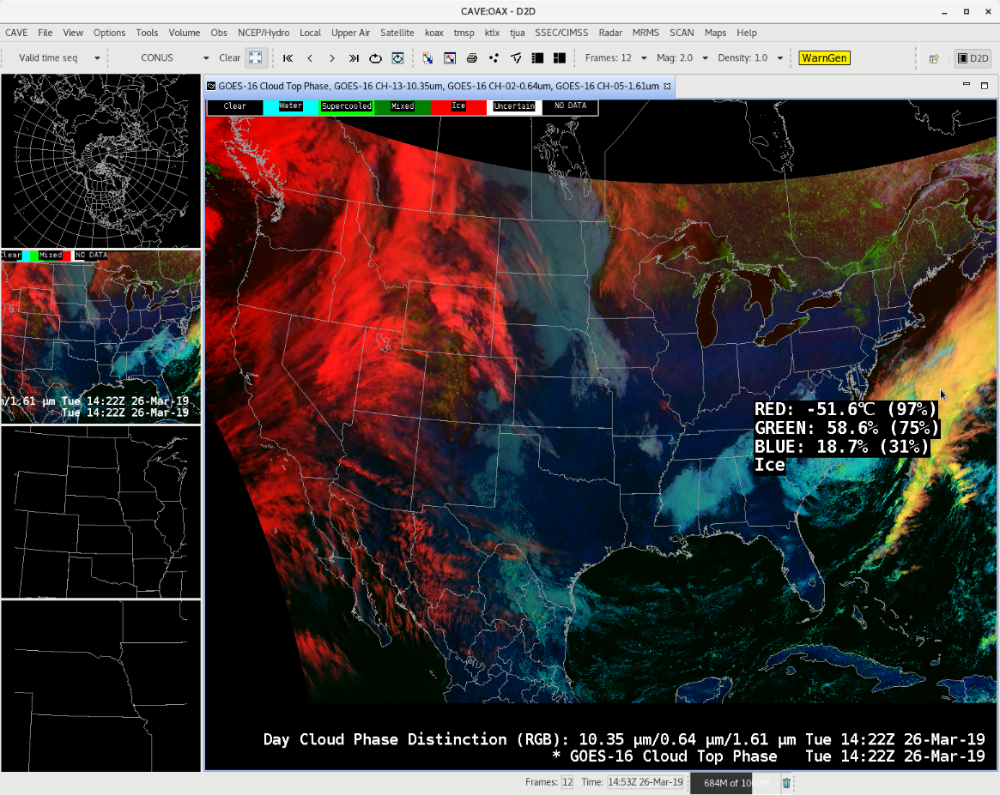 CAVE:OAX - D2D
CAVE File View Options Tools Volume Obs NCEP/Hydro Local Upper Air Satellite koax tmsp ktlx tjua SSEC/CIMSS Radar MRMS SCAN Maps Help
Valid time seq CONUS Clear Frames: 12 Mag: 2.0 Density: 1.0 WarnGen D2D
GOES-16 Cloud Top Phase, GOES-16 CH-13-10.35um, GOES-16 CH-02-0.64um, GOES-16 CH-05-1.61um
Clear Water Supercooled Mixed Ice Uncertain NO DATA
Clear Mixed NO DATA
m/1.61 μm Tue 14:22Z 26-Mar-19
Tue 14:22Z 26-Mar-19
RED: -51.6℃ (97%)
GREEN: 58.6% (75%)
BLUE: 18.7% (31%)
Ice
Day Cloud Phase Distinction (RGB): 10.35 μm/0.64 μm/1.61 μm Tue 14:22Z 26-Mar-19
* GOES-16 Cloud Top Phase Tue 14:22Z 26-Mar-19
Frames: 12 Time: 14:53Z 26-Mar-19 684M of 1000M